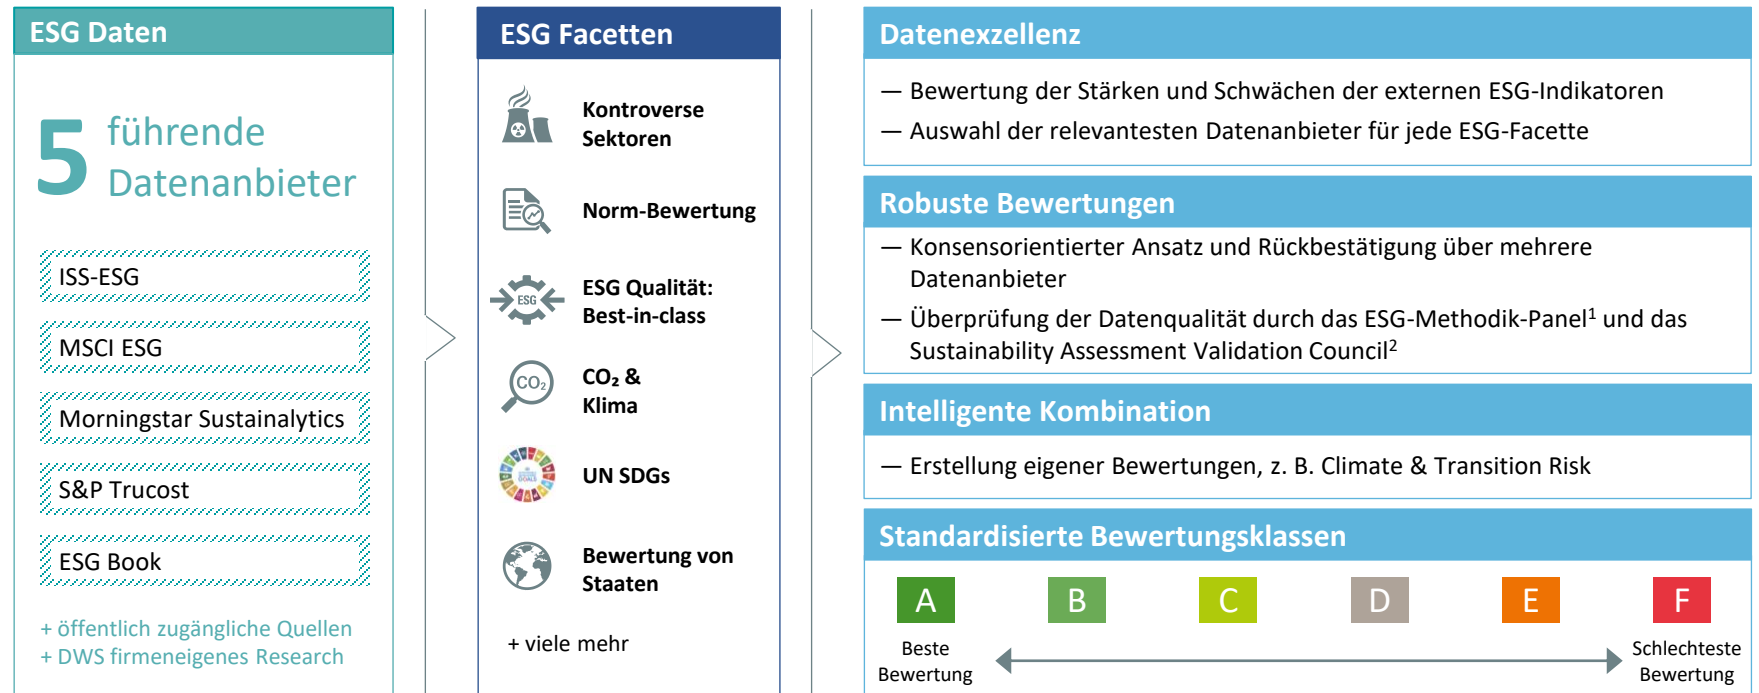 ESG Daten
5 führende
Datenanbieter
ISS-ESG
MSCI ESG
Morningstar Sustainalytics
S&P Trucost
ESG Book
+ öffentlich zugängliche Quellen
+ DWS firmeneigenes Research
ESG Facetten
Kontroverse
Sektoren
Norm-Bewertung
ESG
ESG Qualität:
Best-in-class
CO₂
CO₂ &
Klima
GOALS
UN SDGs
Bewertung von
Staaten
+ viele mehr
Datenexzellenz
— Bewertung der Stärken und Schwächen der externen ESG-Indikatoren
— Auswahl der relevantesten Datenanbieter für jede ESG-Facette
Robuste Bewertungen
— Konsensorientierter Ansatz und Rückbestätigung über mehrere
Datenanbieter
— Überprüfung der Datenqualität durch das ESG-Methodik-Panel¹ und das
Sustainability Assessment Validation Council²
Intelligente Kombination
— Erstellung eigener Bewertungen, z. B. Climate & Transition Risk
Standardisierte Bewertungsklassen
A B C D E F
Beste
Bewertung
Schlechteste
Bewertung